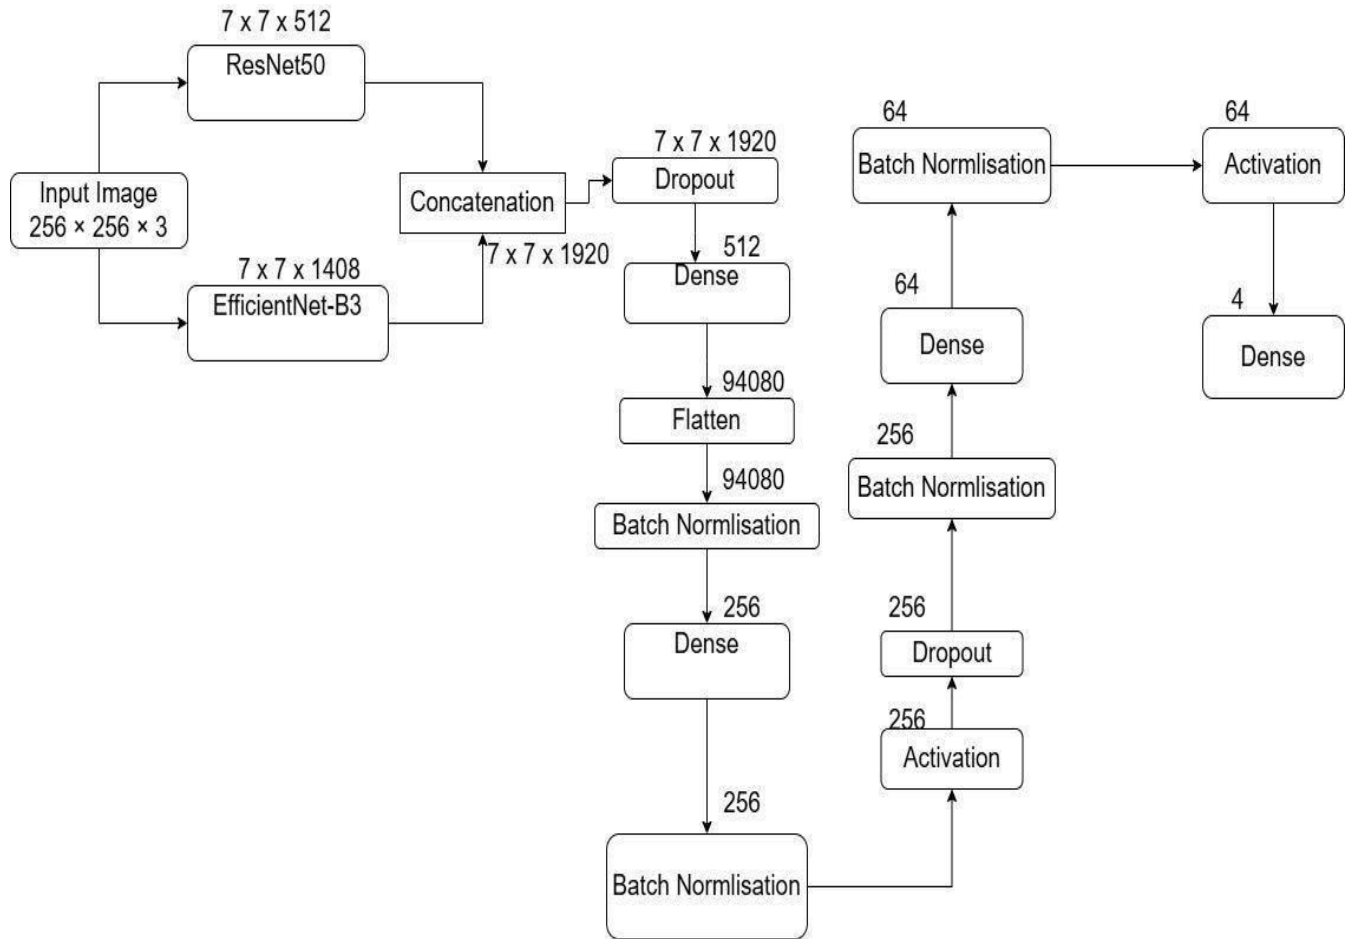 7 x 7 x 512
ResNet50
Input Image
256 × 256 × 3
7 x 7 x 1408
EfficientNet-B3
Concatenation
7 x 7 x 1920
7 x 7 x 1920
Dropout
512
Dense
94080
Flatten
94080
Batch Normlisation
256
Dense
256
Batch Normlisation
256
Activation
256
Dropout
256
Batch Normlisation
64
Dense
64
Batch Normlisation
64
Activation
4
Dense